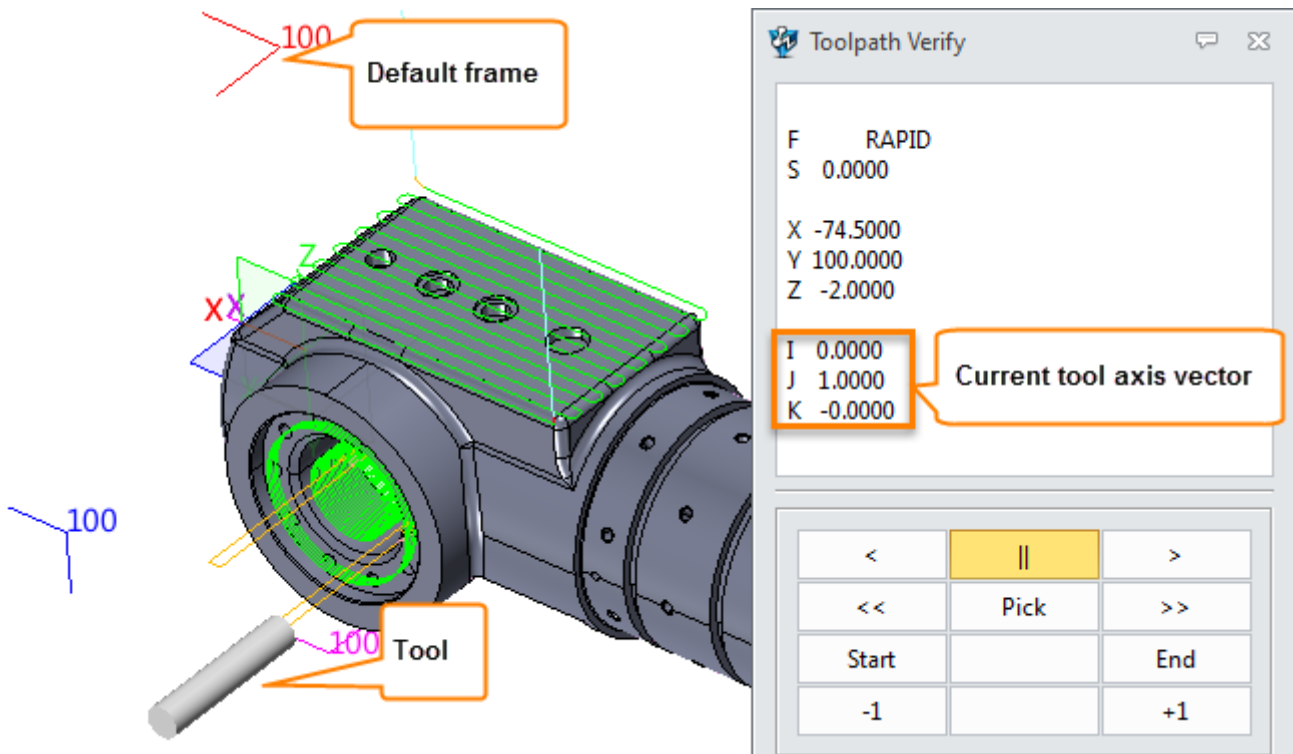 100
Default frame
Z
X
X
100
100
Tool
Toolpath Verify
F RAPID
S 0.0000
X -74.5000
Y 100.0000
Z -2.0000
I 0.0000
J 1.0000
K -0.0000
Current tool axis vector
< || >
<< Pick >>
Start End
-1 +1